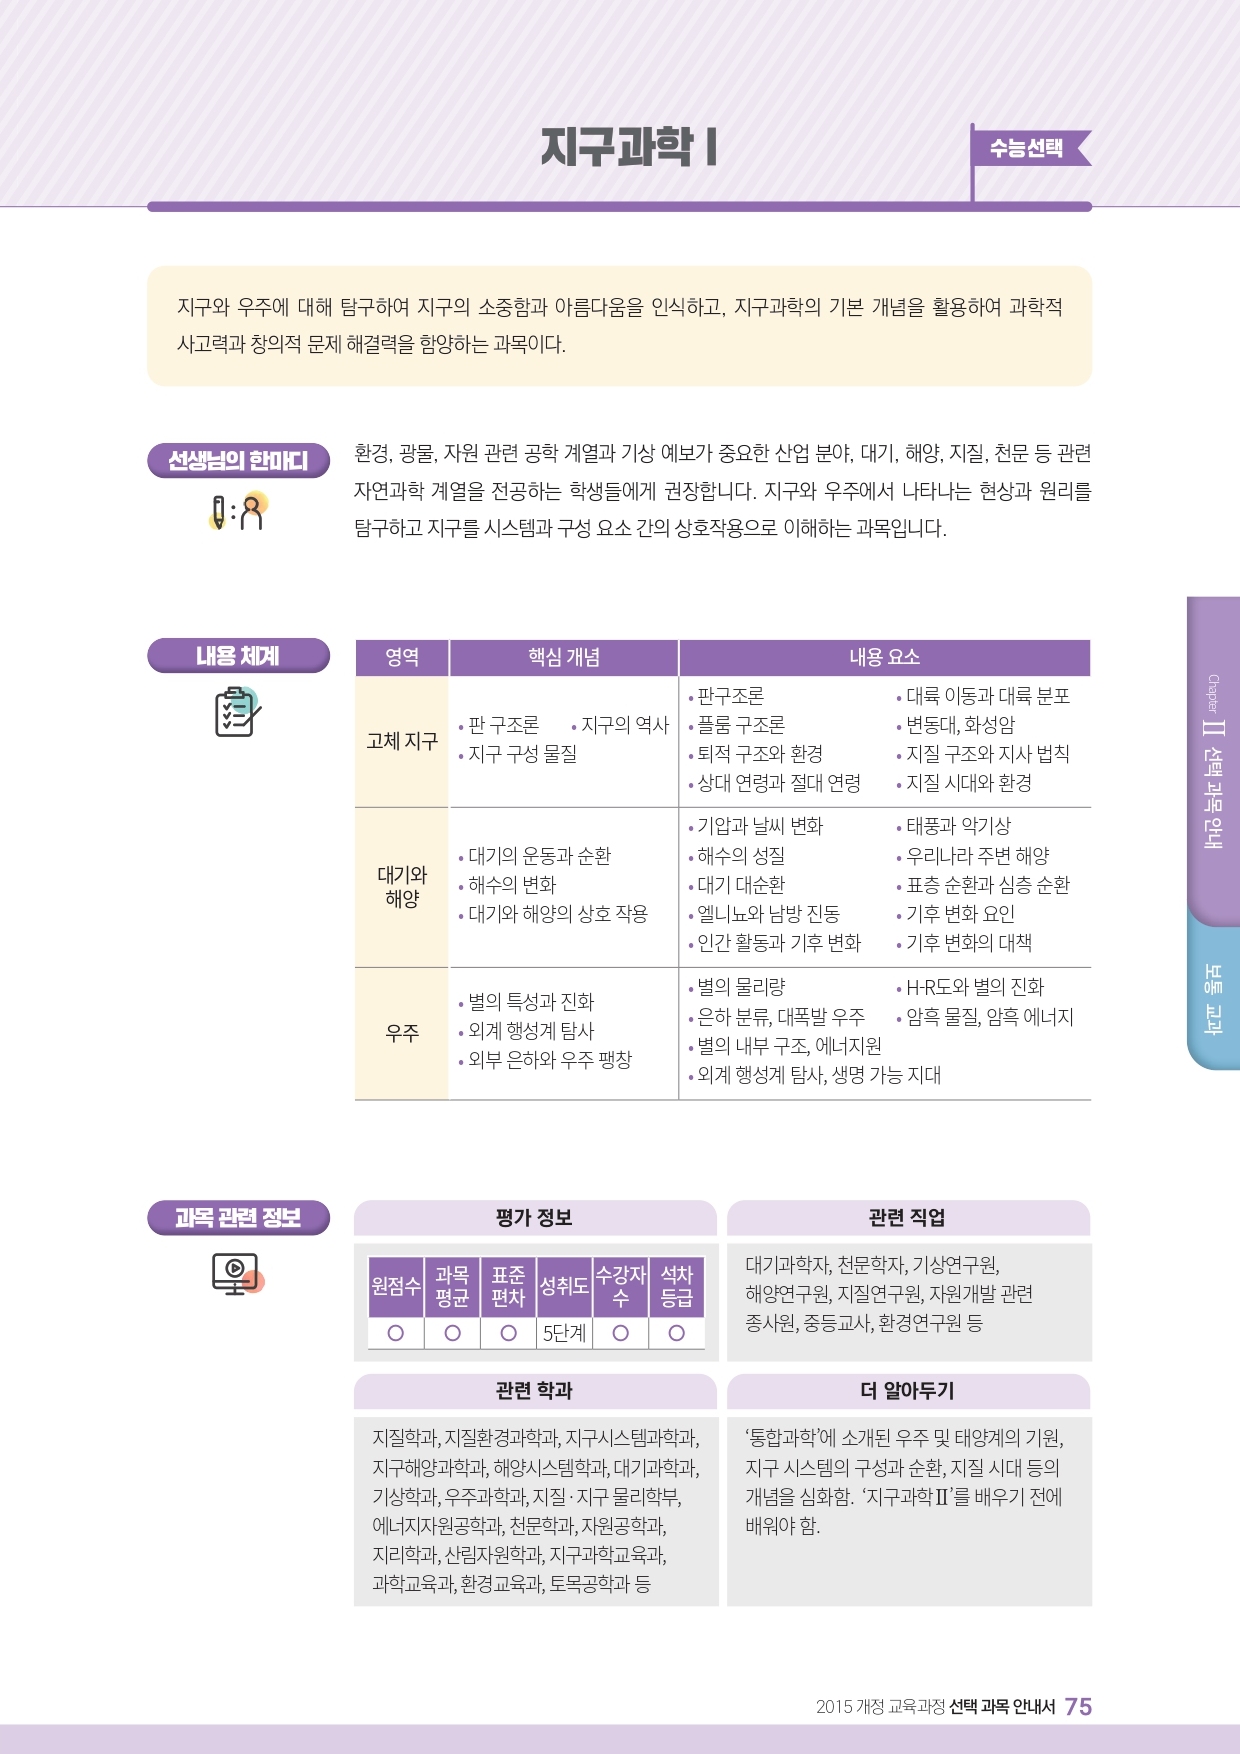 지구과학 Ⅰ
수능선택
지구와 우주에 대해 탐구하여 지구의 소중함과 아름다움을 인식하고, 지구과학의 기본 개념을 활용하여 과학적
사고력과 창의적 문제 해결력을 함양하는 과목이다.
선생님의 한마디
환경, 광물, 자원 관련 공학 계열과 기상 예보가 중요한 산업 분야, 대기, 해양, 지질, 천문 등 관련
자연과학 계열을 전공하는 학생들에게 권장합니다. 지구와 우주에서 나타나는 현상과 원리를
탐구하고 지구를 시스템과 구성 요소 간의 상호작용으로 이해하는 과목입니다.
내용 체계
영역 핵심 개념 내용 요소
고체 지구
• 판 구조론 • 지구의 역사
• 지구 구성 물질
• 판구조론 • 대륙 이동과 대륙 분포
• 플룸 구조론 • 변동대, 화성암
• 퇴적 구조와 환경 • 지질 구조와 지사 법칙
• 상대 연령과 절대 연령 • 지질 시대와 환경
대기와
해양
• 대기의 운동과 순환
• 해수의 변화
• 대기와 해양의 상호 작용
• 기압과 날씨 변화 • 태풍과 악기상
• 해수의 성질 • 우리나라 주변 해양
• 대기 대순환 • 표층 순환과 심층 순환
• 엘니뇨와 남방 진동 • 기후 변화 요인
• 인간 활동과 기후 변화 • 기후 변화의 대책
우주
• 별의 특성과 진화
• 외계 행성계 탐사
• 외부 은하와 우주 팽창
• 별의 물리량 • H-R도와 별의 진화
• 은하 분류, 대폭발 우주 • 암흑 물질, 암흑 에너지
• 별의 내부 구조, 에너지원
• 외계 행성계 탐사, 생명 가능 지대
과목 관련 정보
평가 정보
원점수 과목 평균 표준 편차 성취도 수강자 수 석차 등급
○ ○ ○ 5단계 ○ ○
관련 직업
대기과학자, 천문학자, 기상연구원,
해양연구원, 지질연구원, 자원개발 관련
종사원, 중등교사, 환경연구원 등
관련 학과
지질학과, 지질환경과학과, 지구시스템과학과,
지구해양과학과, 해양시스템학과, 대기과학과,
기상학과, 우주과학과, 지질·지구 물리학부,
에너지자원공학과, 천문학과, 자원공학과,
지리학과, 산림자원학과, 지구과학교육과,
과학교육과, 환경교육과, 토목공학과 등
더 알아두기
‘통합과학’에 소개된 우주 및 태양계의 기원,
지구 시스템의 구성과 순환, 지질 시대 등의
개념을 심화함. ‘지구과학Ⅱ’를 배우기 전에
배워야 함.
Chapter Ⅱ 선택 과목 안내
보통 교과
2015 개정 교육과정 선택 과목 안내서 75